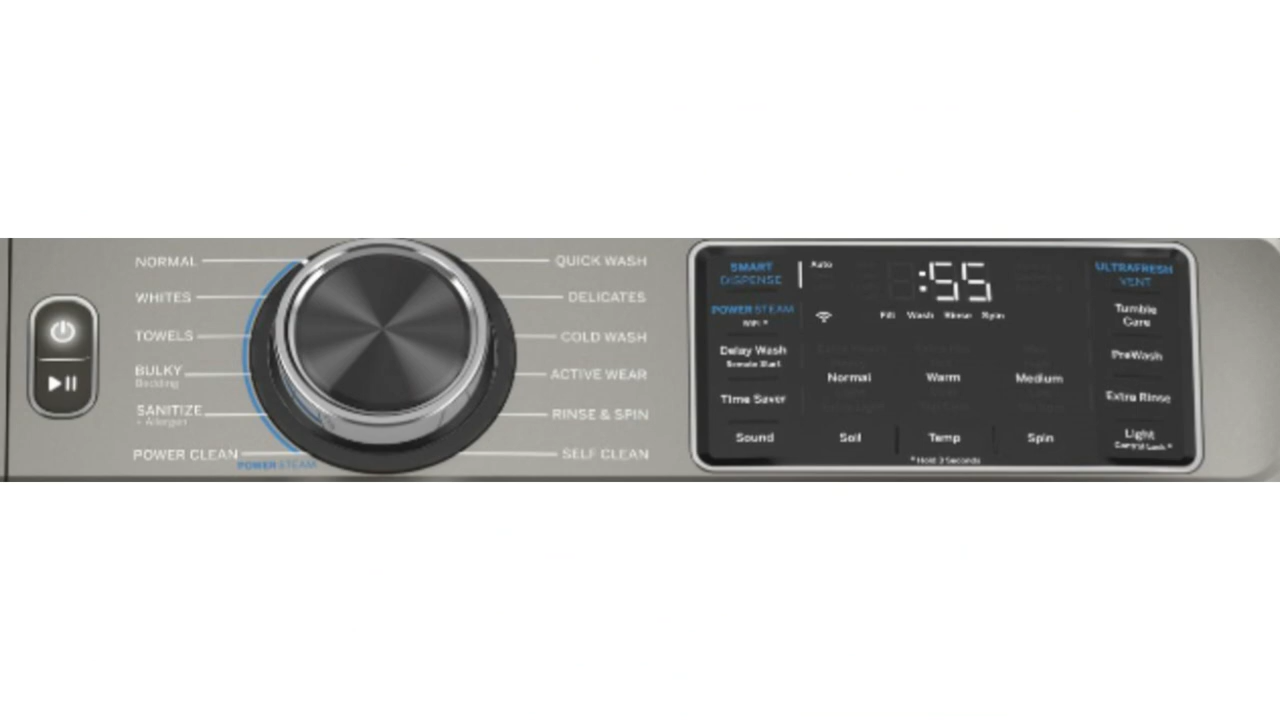 NORMAL
WHITES
TOWELS
BULKY
Bedding
SANITIZE
+ Allergen
POWER CLEAN
POWER STEAM
QUICK WASH
DELICATES
COLD WASH
ACTIVE WEAR
RINSE & SPIN
SELF CLEAN
SMART
DISPENSE
POWER STEAM
WiFi *
Delay Wash
Remote Start
Time Saver
Sound
Auto
:55
Fill Wash Rinse Spin
Normal Warm Medium
Soil Temp Spin
* Hold 3 Seconds
ULTRAFRESH
VENT
Tumble
Care
PreWash
Extra Rinse
Light
Control Lock *